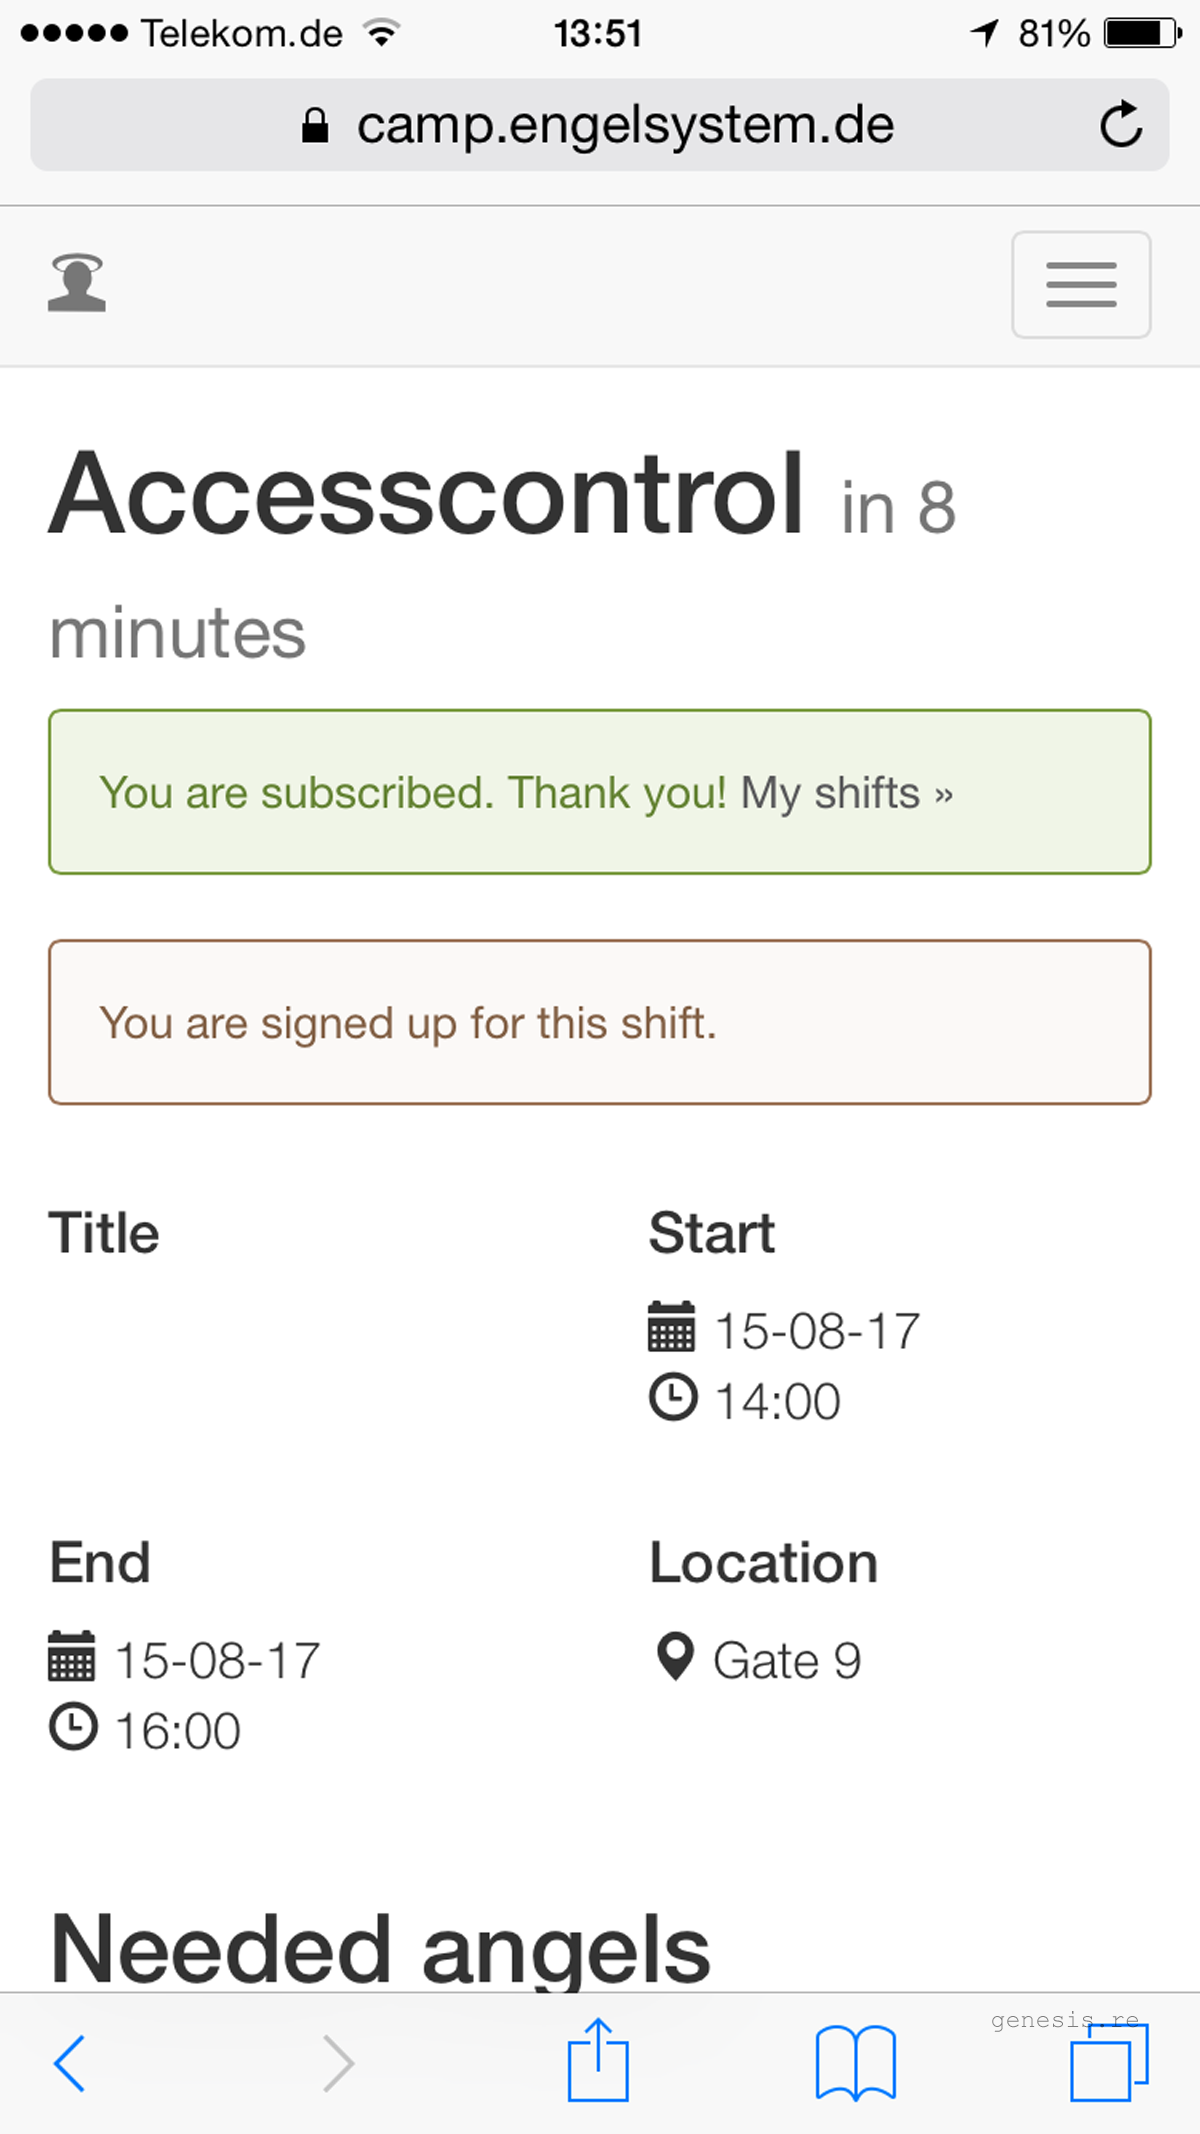 Telekom.de 13:51 81%
camp.engelsystem.de
Accesscontrol in 8
minutes
You are subscribed. Thank you! My shifts »
You are signed up for this shift.
Title
Start
15-08-17
14:00
End
Location
15-08-17
Gate 9
16:00
Needed angels
genesis.re